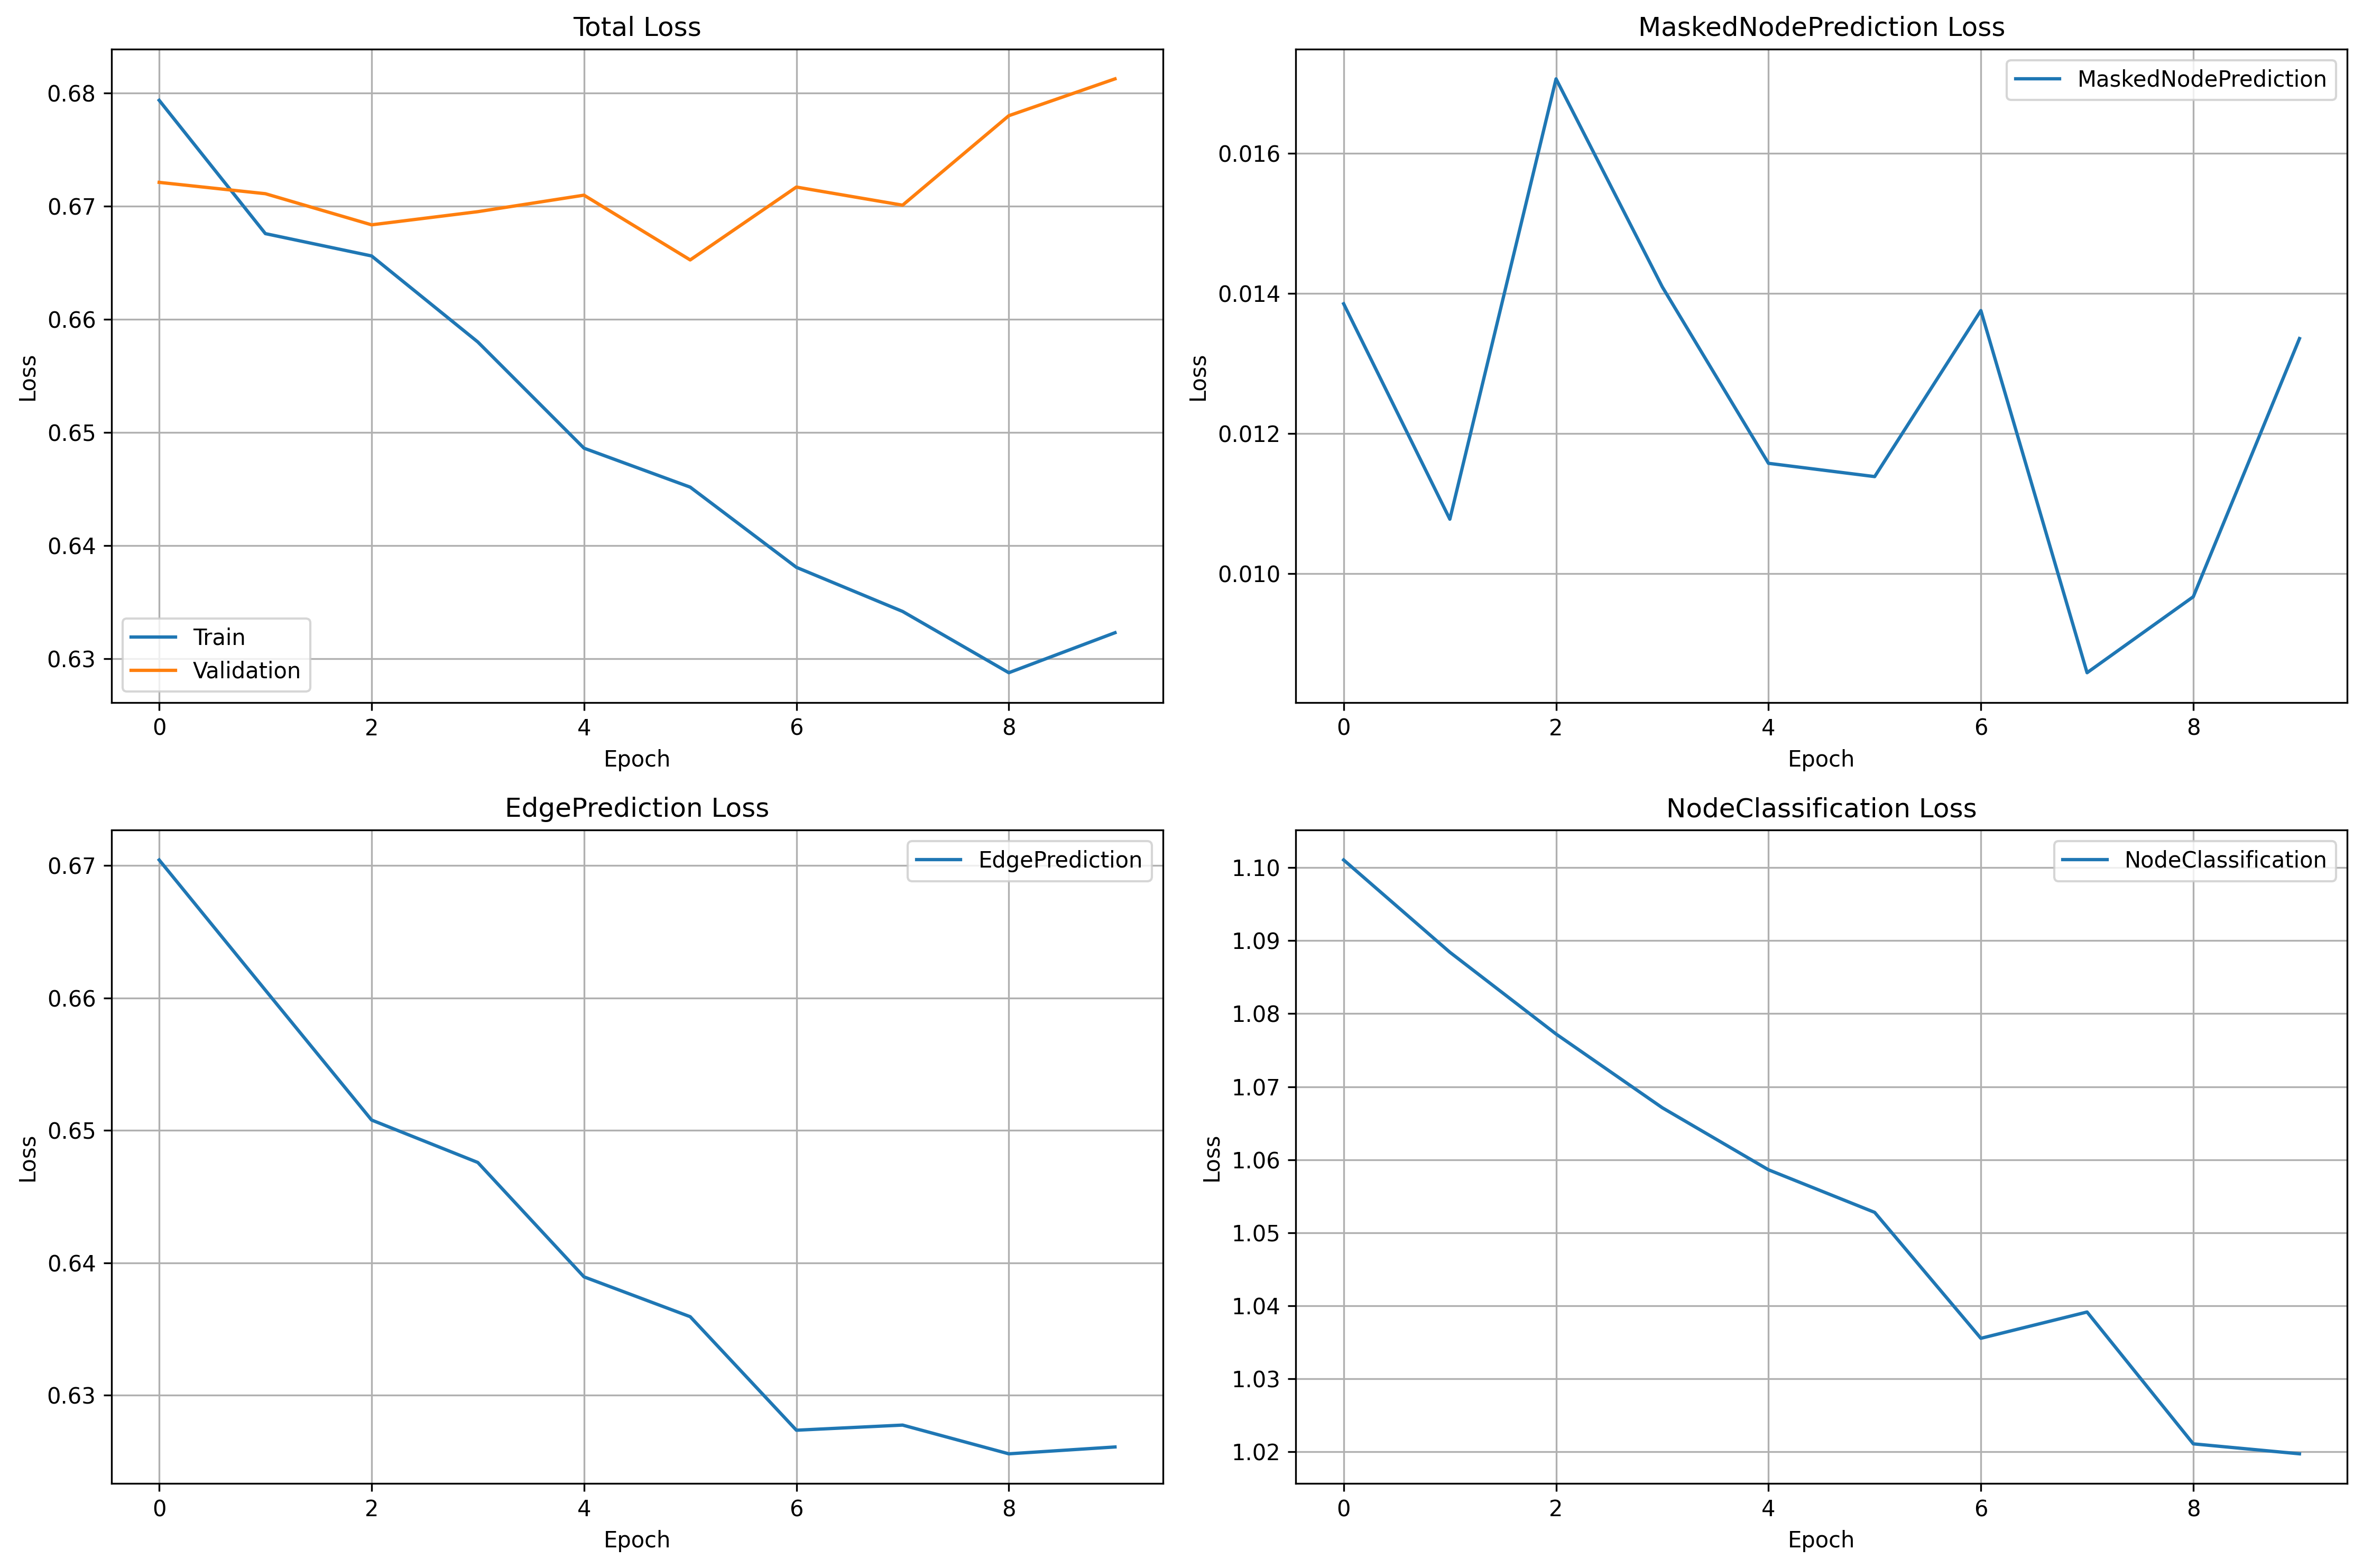 Total Loss
Loss
0.68
0.67
0.66
0.65
0.64
0.63
Train
Validation
0 2 4 6 8
Epoch
MaskedNodePrediction Loss
MaskedNodePrediction
Loss
0.016
0.014
0.012
0.010
0 2 4 6 8
Epoch
EdgePrediction Loss
EdgePrediction
Loss
0.67
0.66
0.65
0.64
0.63
0 2 4 6 8
Epoch
NodeClassification Loss
NodeClassification
Loss
1.10
1.09
1.08
1.07
1.06
1.05
1.04
1.03
1.02
0 2 4 6 8
Epoch